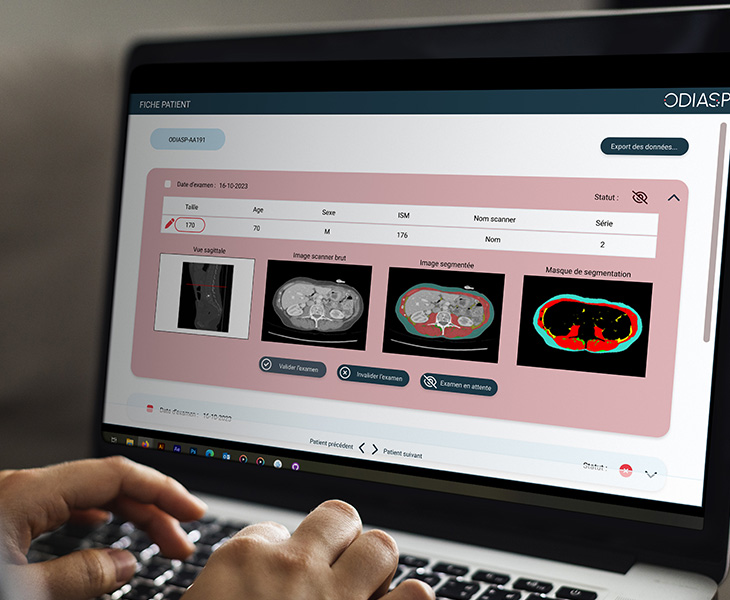 FICHE PATIENT
ODIASP
ODIASP-AA191
Export des données...
Date d'examen : 16-10-2023
Statut :
Taille Age Sexe ISM Nom scanner Série
170 70 M 176 Nom 2
Vue sagittale Image scanner brut Image segmentée Masque de segmentation
Valider l'examen Invalider l'examen Examen en attente
Date d'examen : 16-10-2023
Statut :
Patient précédent Patient suivant